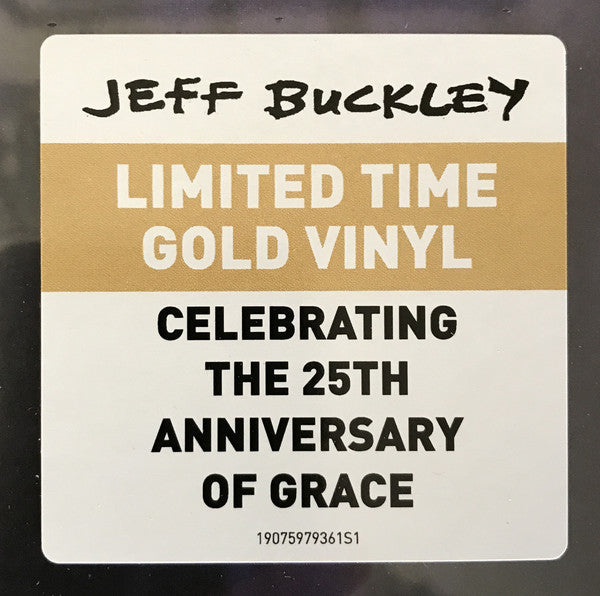 JEFF BUCKLEY
LIMITED TIME
GOLD VINYL
CELEBRATING
THE 25TH
ANNIVERSARY
OF GRACE
19075979361S1